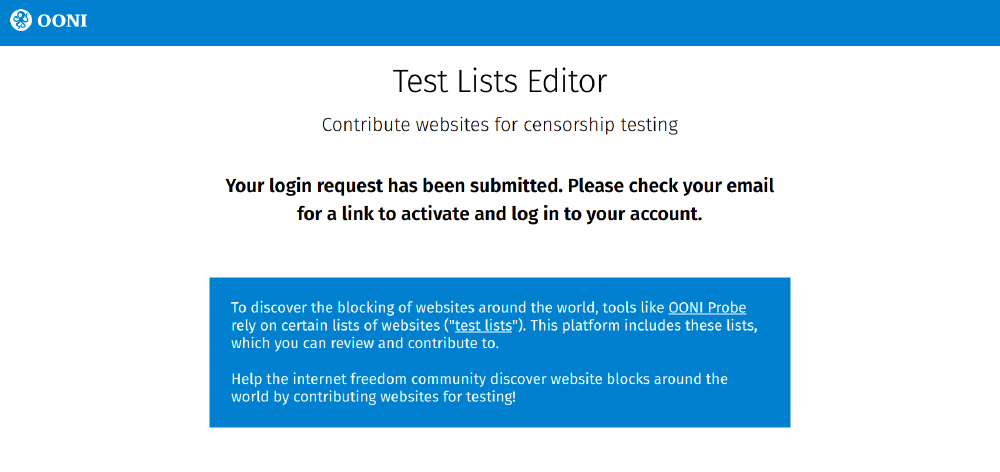 OONI
Test Lists Editor
Contribute websites for censorship testing
Your login request has been submitted. Please check your email
for a link to activate and log in to your account.
To discover the blocking of websites around the world, tools like OONI Probe
rely on certain lists of websites ("test lists"). This platform includes these lists,
which you can review and contribute to.
Help the internet freedom community discover website blocks around the
world by contributing websites for testing!